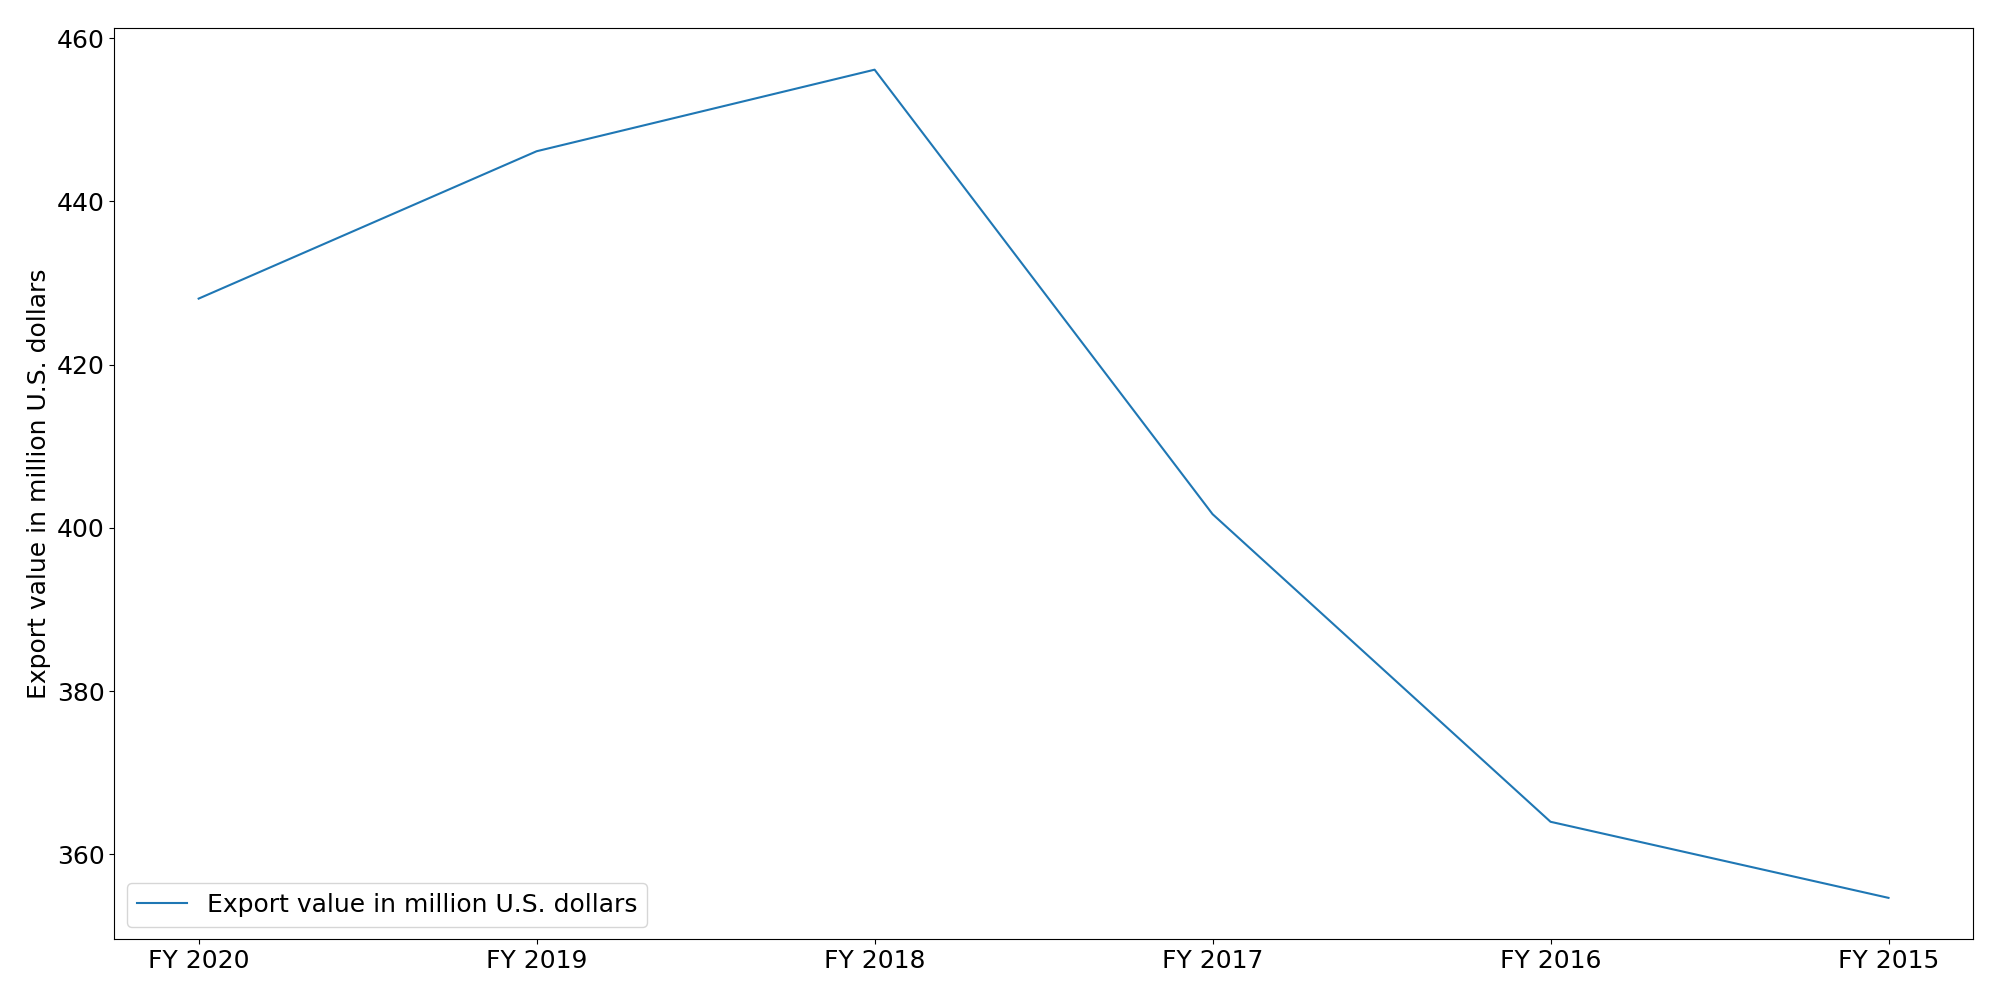 460
440
420
400
380
360
Export value in million U.S. dollars
Export value in million U.S. dollars
FY 2020
FY 2019
FY 2018
FY 2017
FY 2016
FY 2015